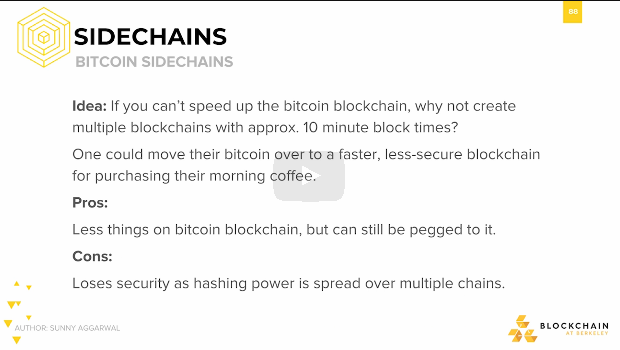 88
SIDECHAINS
BITCOIN SIDECHAINS
Idea: If you can't speed up the bitcoin blockchain, why not create
multiple blockchains with approx. 10 minute block times?
One could move their bitcoin over to a faster, less-secure blockchain
for purchasing their morning coffee.
Pros:
Less things on bitcoin blockchain, but can still be pegged to it.
Cons:
Loses security as hashing power is spread over multiple chains.
AUTHOR: SUNNY AGGARWAL
BLOCKCHAIN
AT BERKELEY